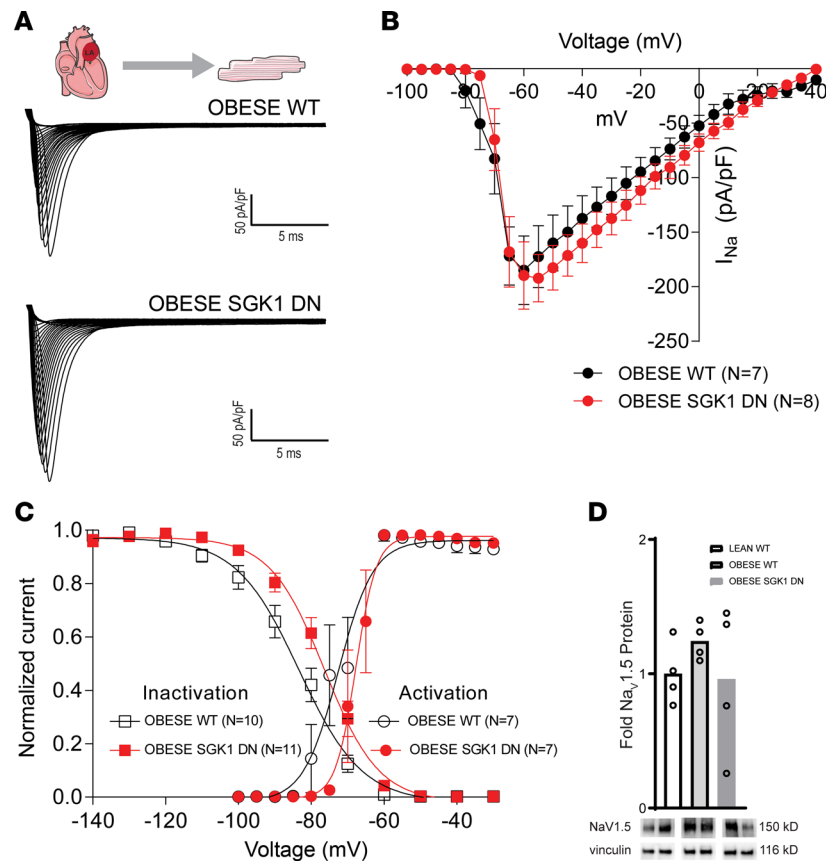 A
LA
OBESE WT
50 pA/pF
5 ms
OBESE SGK1 DN
50 pA/pF
5 ms
B
Voltage (mV)
-100 -80 -60 -40 -20 0 20 40
mV
-50
-100
-150
-200
-250
INa (pA/pF)
OBESE WT (N=7)
OBESE SGK1 DN (N=8)
C
Normalized current
1.0
0.8
0.6
0.4
0.2
0.0
Inactivation
OBESE WT (N=10)
OBESE SGK1 DN (N=11)
Activation
OBESE WT (N=7)
OBESE SGK1 DN (N=7)
-140 -120 -100 -80 -60 -40
Voltage (mV)
D
Fold NaV1.5 Protein
2
1
0
LEAN WT
OBESE WT
OBESE SGK1 DN
NaV1.5 150 kD
vinculin 116 kD